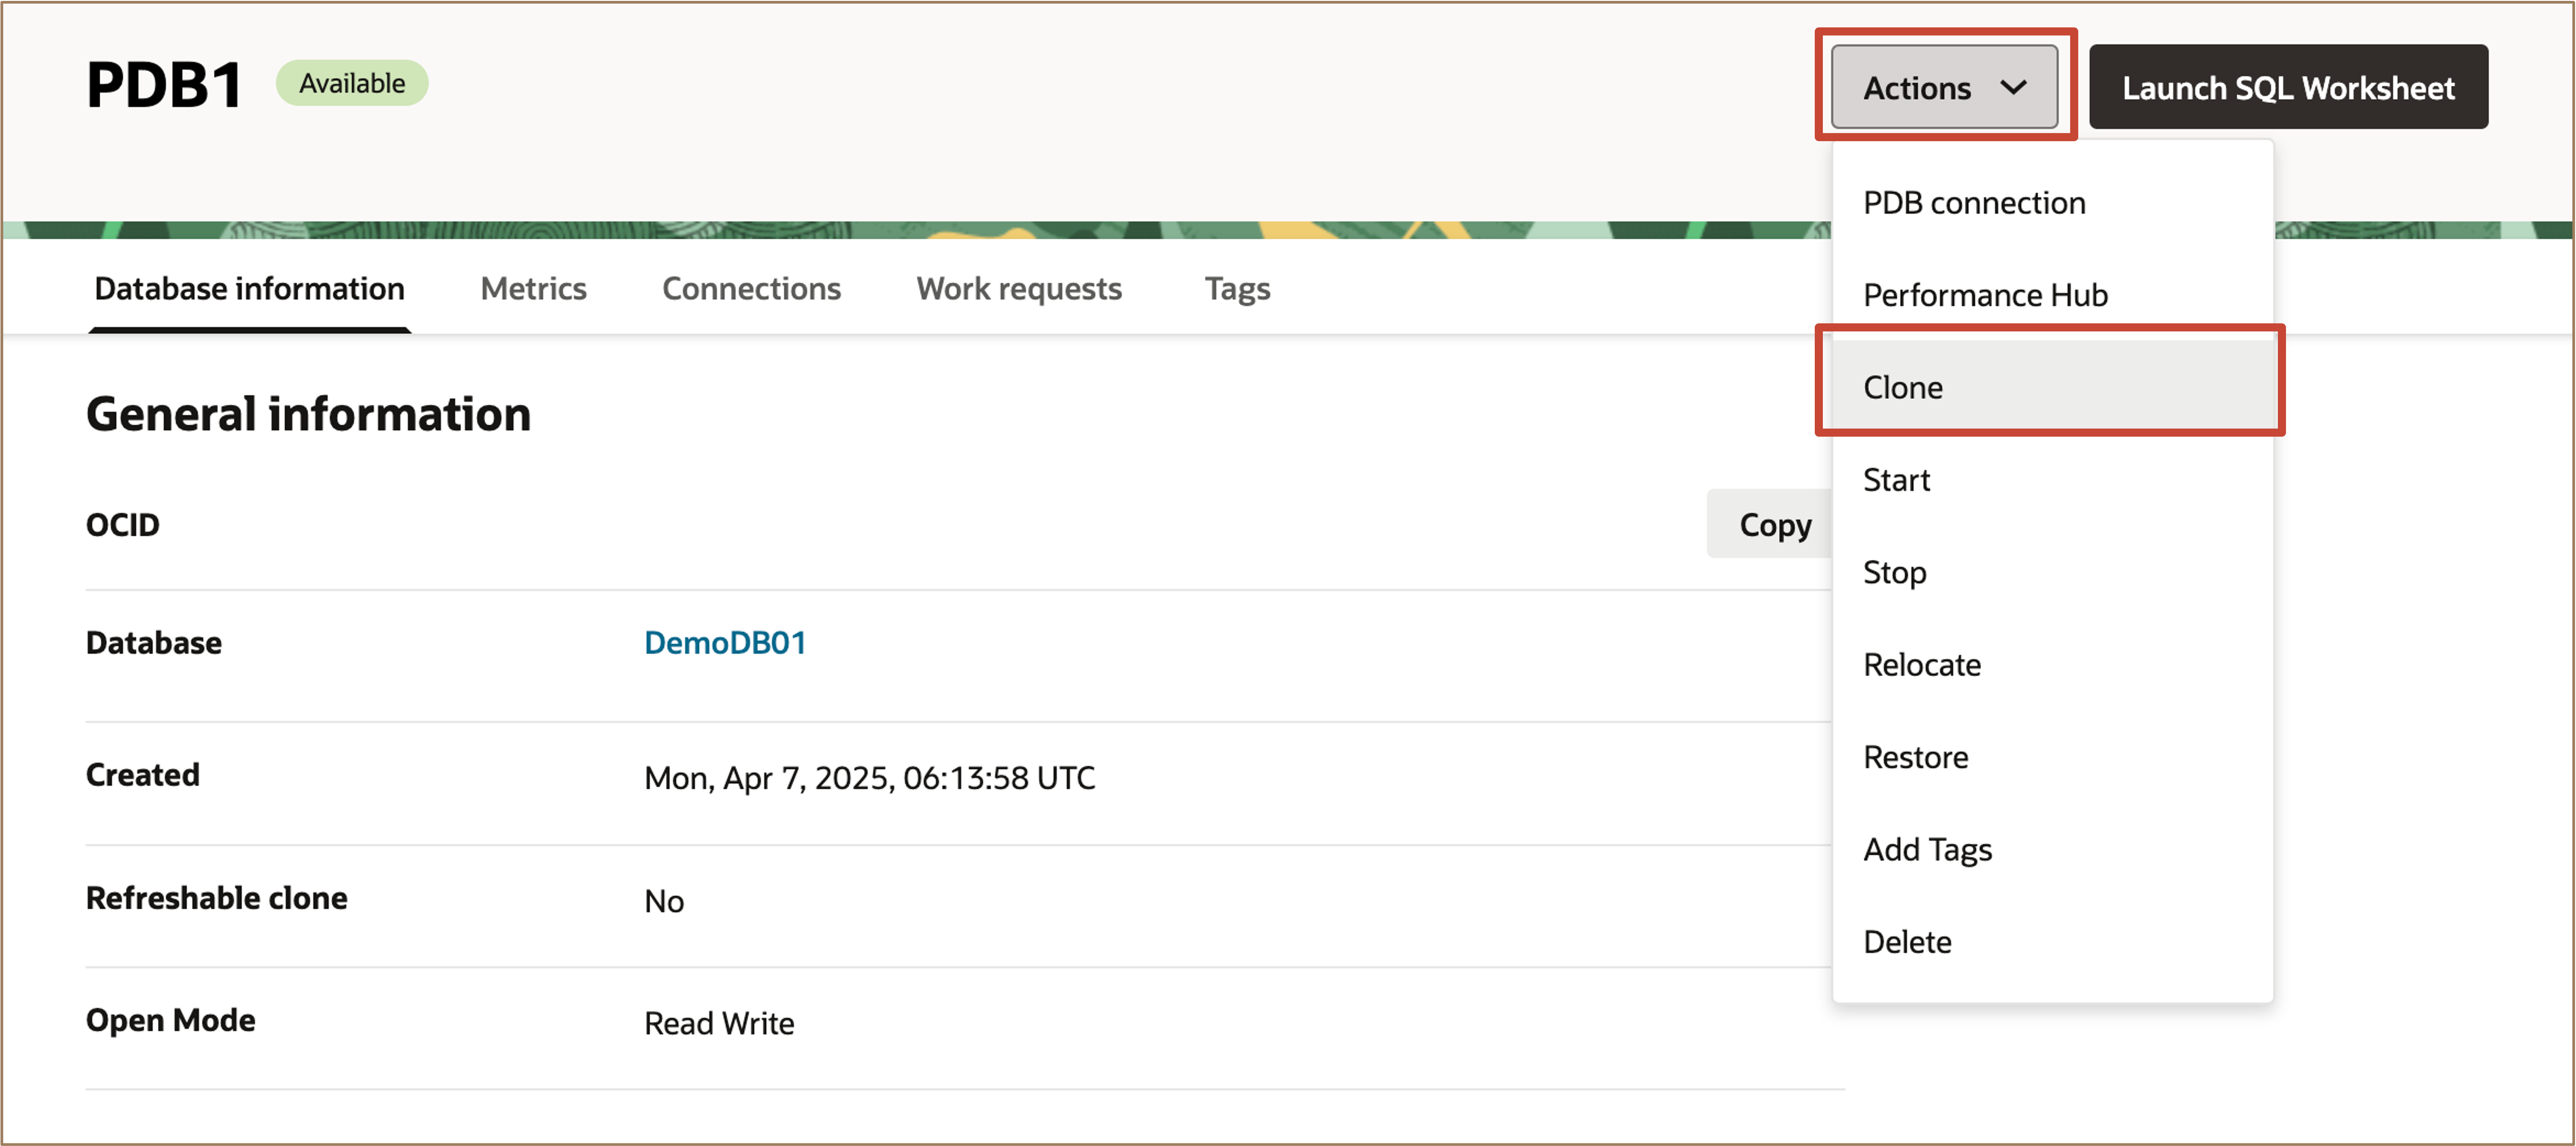 PDB1
Available
Actions
Launch SQL Worksheet
PDB connection
Performance Hub
Clone
Start
Stop
Relocate
Restore
Add Tags
Delete
Database information
Metrics
Connections
Work requests
Tags
General information
OCID
Copy
Database
DemoDB01
Created
Mon, Apr 7, 2025, 06:13:58 UTC
Refreshable clone
No
Open Mode
Read Write